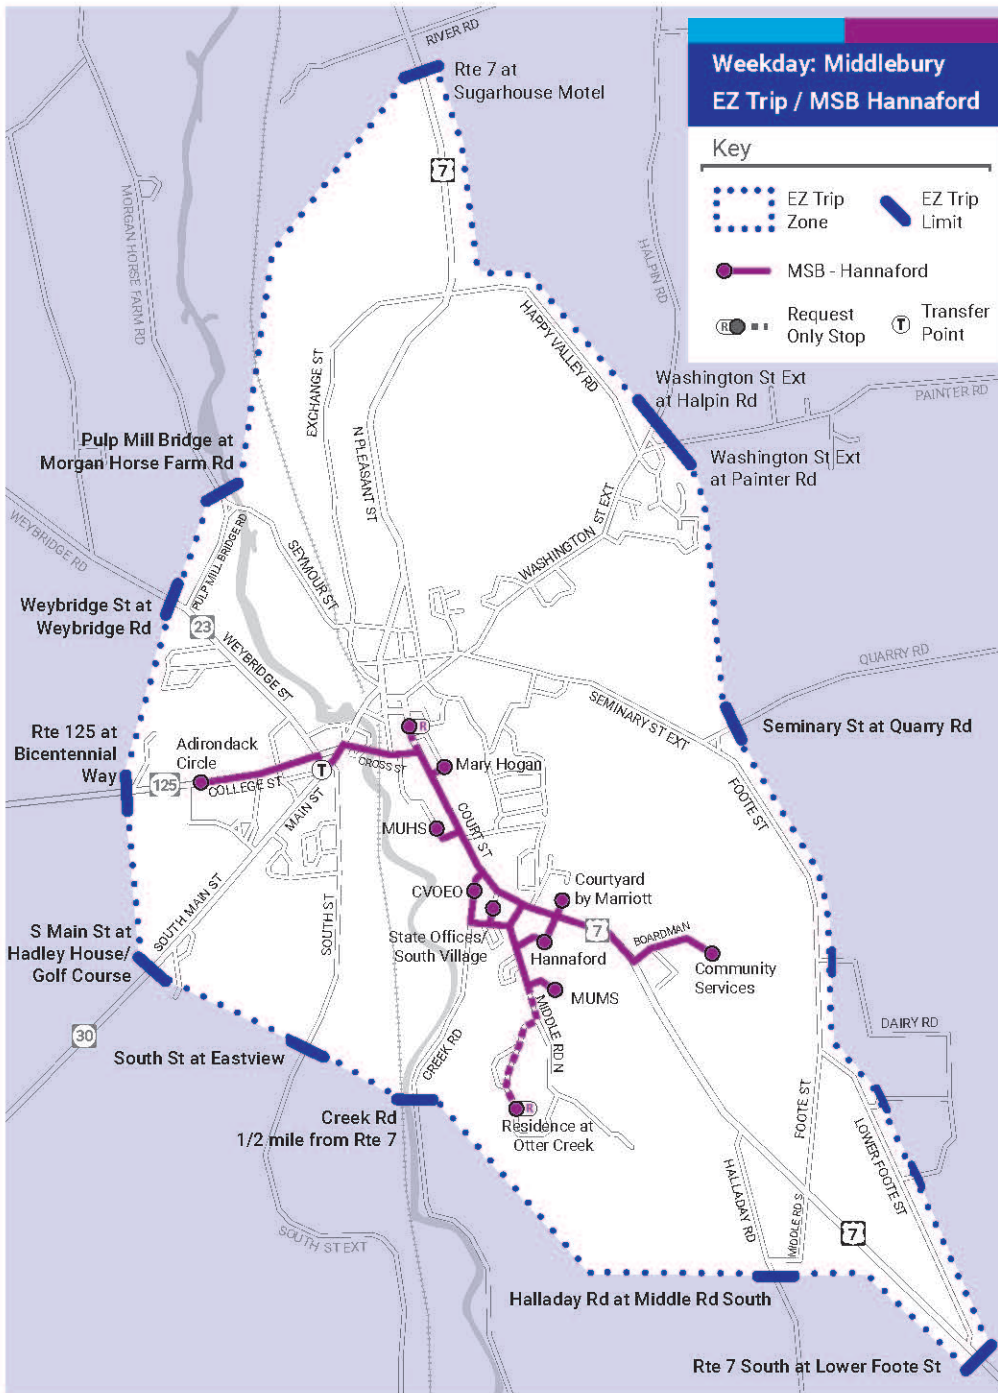 RIVER RD
Rte 7 at
Sugarhouse Motel
7
Weekday: Middlebury
EZ Trip / MSB Hannaford
Key
EZ Trip
Zone
EZ Trip
Limit
MSB - Hannaford
R
Request
Only Stop
T
Transfer
Point
MORGAN HORSE FARM RD
HALPIN RD
HAPPY VALLEY RD
EXCHANGE ST
N PLEASANT ST
Washington St Ext
at Halpin Rd
PAINTER RD
Washington St Ext
at Painter Rd
Pulp Mill Bridge at
Morgan Horse Farm Rd
WEYBRIDGE RD
PULP MILL BRIDGE RD
SEYMOUR ST
WASHINGTON ST EXT
Weybridge St at
Weybridge Rd
23
WEYBRIDGE ST
QUARRY RD
SEMINARY ST EXT
Seminary St at Quarry Rd
Rte 125 at
Bicentennial
Way
Adirondack
Circle
125
COLLEGE ST
T
MAIN ST
CROSS ST
R
Mary Hogan
COURT ST
MUHS
FOOTE ST
CVOEO
Courtyard
by Marriott
State Offices/
South Village
7
BOARDMAN
Hannaford
Community
Services
MUMS
S Main St at
Hadley House/
Golf Course
SOUTH MAIN ST
SOUTH ST
30
South St at Eastview
CREEK RD
MIDDLE RD N
DAIRY RD
Creek Rd
1/2 mile from Rte 7
R
Residence at
Otter Creek
FOOTE ST
LOWER FOOTE ST
HALLADAY RD
MIDDLE RD S
7
SOUTH ST EXT
Halladay Rd at Middle Rd South
Rte 7 South at Lower Foote St